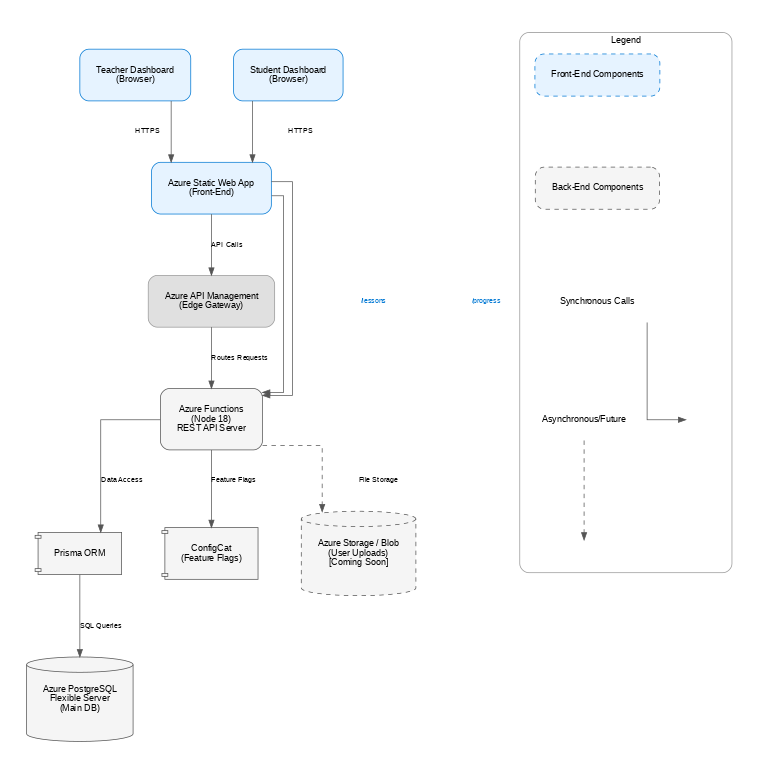 Legend
Teacher Dashboard
(Browser)
Student Dashboard
(Browser)
Front-End Components
HTTPS
HTTPS
Azure Static Web App
(Front-End)
Back-End Components
API Calls
Azure API Management
(Edge Gateway)
/lessons
/progress
Synchronous Calls
Routes Requests
Azure Functions
(Node 18)
REST API Server
Asynchronous/Future
Data Access
Feature Flags
File Storage
Prisma ORM
ConfigCat
(Feature Flags)
Azure Storage / Blob
(User Uploads)
[Coming Soon]
SQL Queries
Azure PostgreSQL
Flexible Server
(Main DB)